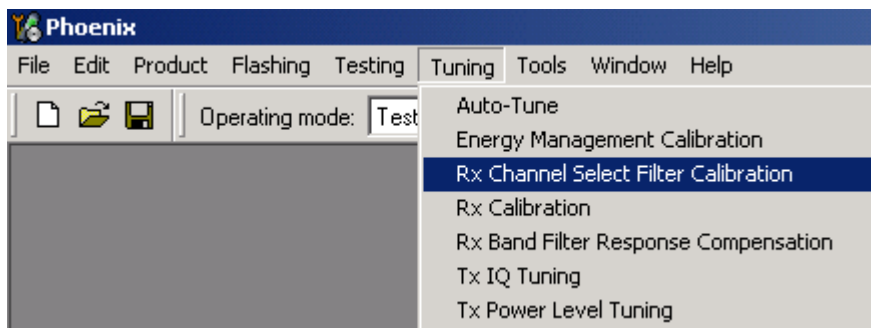 Phoenix
File Edit Product Flashing Testing Tuning Tools Window Help
Operating mode: Test
Auto-Tune
Energy Management Calibration
Rx Channel Select Filter Calibration
Rx Calibration
Rx Band Filter Response Compensation
Tx IQ Tuning
Tx Power Level Tuning